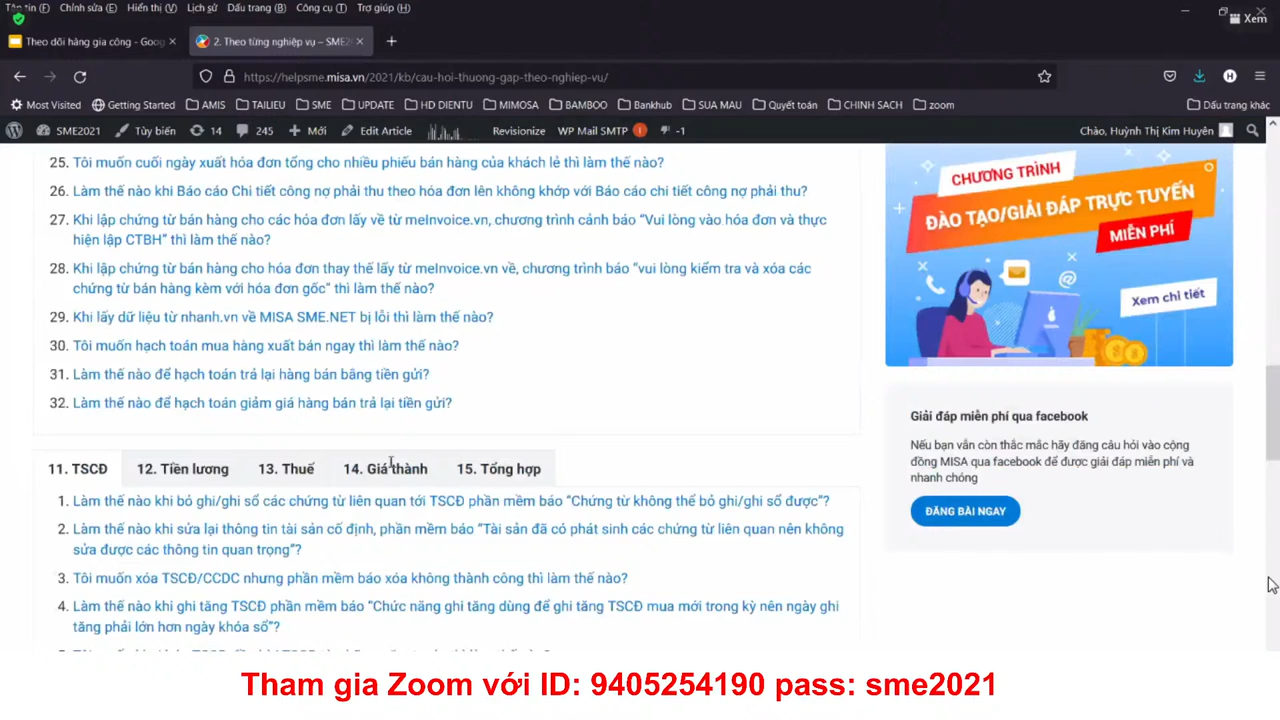 Tập tin (F) Chỉnh sửa (E) Hiển thị (V) Lịch sử Dấu trang (B) Công cụ (T) Trợ giúp (H)
Xem
Theo dõi hàng gia công - Goog
2. Theo từng nghiệp vụ – SME2
https://helpsme.misa.vn/2021/kb/cau-hoi-thuong-gap-theo-nghiep-vu/
Most Visited Getting Started AMIS TAILIEU SME UPDATE HD DIENTU MIMOSA BAMBOO Bankhub SUA MAU Quyết toán CHINH SACH zoom Dấu trang khác
SME2021 Tùy biến 14 245 Mới Edit Article Revisionize WP Mail SMTP ! -1 Chào, Huỳnh Thị Kim Huyên
25. Tôi muốn cuối ngày xuất hóa đơn tổng cho nhiều phiếu bán hàng của khách lẻ thì làm thế nào?
26. Làm thế nào khi Báo cáo Chi tiết công nợ phải thu theo hóa đơn lên không khớp với Báo cáo chi tiết công nợ phải thu?
27. Khi lập chứng từ bán hàng cho các hóa đơn lấy về từ meInvoice.vn, chương trình cảnh báo “Vui lòng vào hóa đơn và thực
hiện lập CTBH” thì làm thế nào?
28. Khi lập chứng từ bán hàng cho hóa đơn thay thế lấy từ meInvoice.vn về, chương trình báo “vui lòng kiểm tra và xóa các
chứng từ bán hàng kèm với hóa đơn gốc” thì làm thế nào?
29. Khi lấy dữ liệu từ nhanh.vn về MISA SME.NET bị lỗi thì làm thế nào?
30. Tôi muốn hạch toán mua hàng xuất bán ngay thì làm thế nào?
31. Làm thế nào để hạch toán trả lại hàng bán bằng tiền gửi?
32. Làm thế nào để hạch toán giảm giá hàng bán trả lại tiền gửi?
CHƯƠNG TRÌNH
ĐÀO TẠO/GIẢI ĐÁP TRỰC TUYẾN
MIỄN PHÍ
Xem chi tiết
Giải đáp miễn phí qua facebook
Nếu bạn vẫn còn thắc mắc hãy đăng câu hỏi vào cộng
đồng MISA qua facebook để được giải đáp miễn phí và
nhanh chóng
ĐĂNG BÀI NGAY
11. TSCĐ 12. Tiền lương 13. Thuế 14. Giá thành 15. Tổng hợp
1. Làm thế nào khi bỏ ghi/ghi sổ các chứng từ liên quan tới TSCĐ phần mềm báo “Chứng từ không thể bỏ ghi/ghi sổ được”?
2. Làm thế nào khi sửa lại thông tin tài sản cố định, phần mềm báo “Tài sản đã có phát sinh các chứng từ liên quan nên không
sửa được các thông tin quan trọng”?
3. Tôi muốn xóa TSCĐ/CCDC nhưng phần mềm báo xóa không thành công thì làm thế nào?
4. Làm thế nào khi ghi tăng TSCĐ phần mềm báo “Chức năng ghi tăng dùng để ghi tăng TSCĐ mua mới trong kỳ nên ngày ghi
tăng phải lớn hơn ngày khóa sổ”?
Tham gia Zoom với ID: 9405254190 pass: sme2021